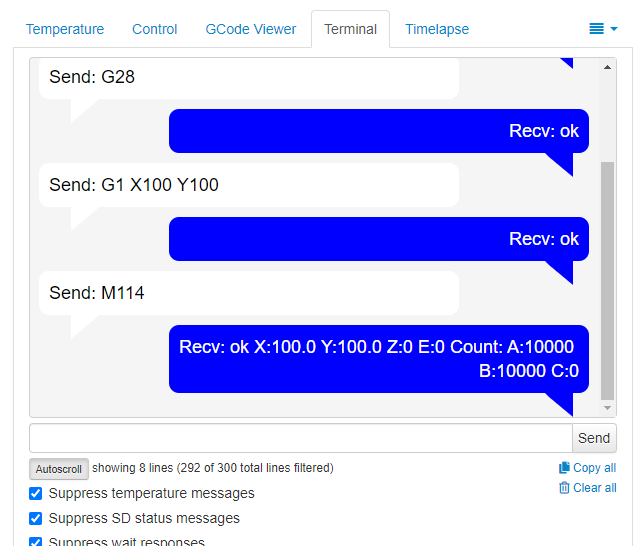 Temperature
Control
GCode Viewer
Terminal
Timelapse
Send: G28
Recv: ok
Send: G1 X100 Y100
Recv: ok
Send: M114
Recv: ok X:100.0 Y:100.0 Z:0 E:0 Count: A:10000
B:10000 C:0
Send
Autoscroll showing 8 lines (292 of 300 total lines filtered)
Copy all
Suppress temperature messages
Clear all
Suppress SD status messages
Suppress wait responses